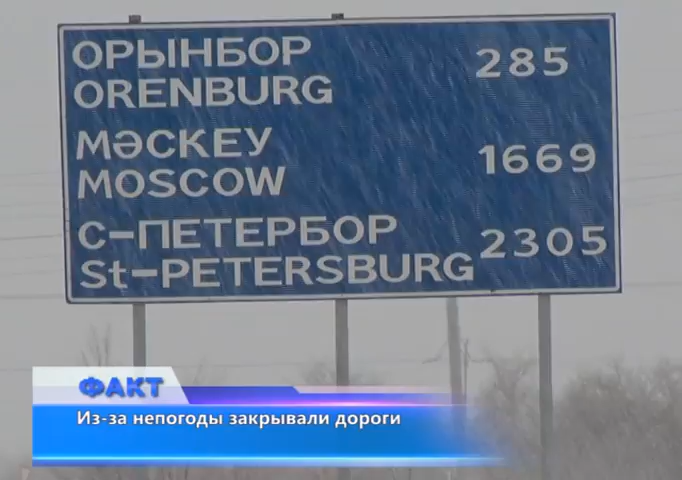 ОРЫНБОР 285
ORENBURG
МӘСКЕУ 1669
MOSCOW
С-ПЕТЕРБОР 2305
St-PETERSBURG
ФАКТ
Из-за непогоды закрывали дороги